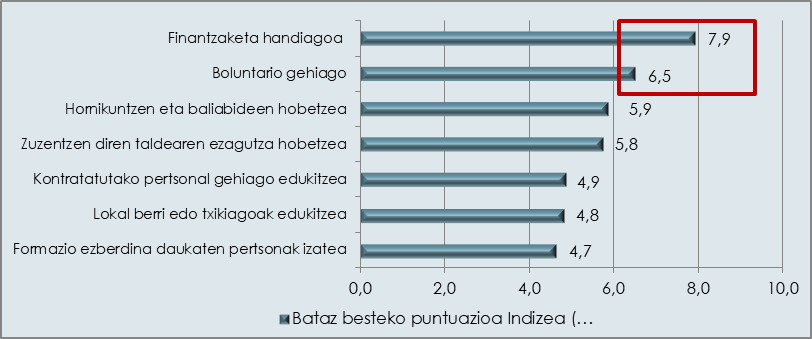 Finantzaketa handiagoa 7,9
Boluntario gehiago 6,5
Hornikuntzen eta baliabideen hobetzea 5,9
Zuzentzen diren taldearen ezagutza hobetzea 5,8
Kontratatutako pertsonal gehiago edukitzea 4,9
Lokal berri edo txikiagoak edukitzea 4,8
Formazio ezberdina daukaten pertsonak izatea 4,7
0,0 2,0 4,0 6,0 8,0 10,0
Bataz besteko puntuazioa Indizea (…